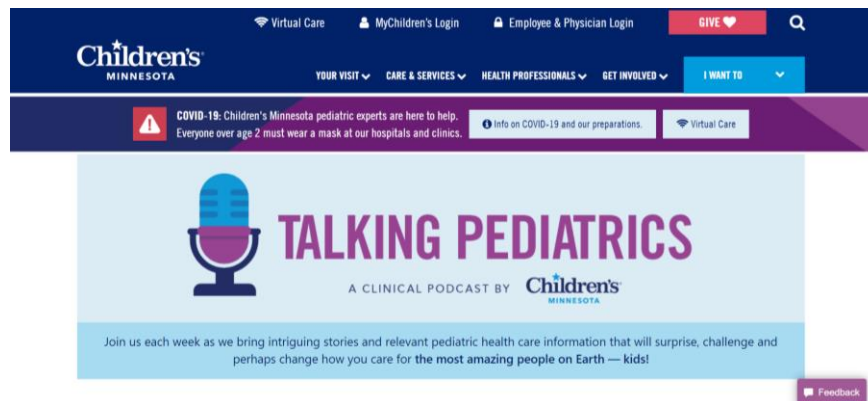 Virtual Care MyChildren's Login Employee & Physician Login GIVE
Children's
MINNESOTA
YOUR VISIT CARE & SERVICES HEALTH PROFESSIONALS GET INVOLVED I WANT TO
COVID-19: Children's Minnesota pediatric experts are here to help.
Everyone over age 2 must wear a mask at our hospitals and clinics.
Info on COVID-19 and our preparations. Virtual Care
TALKING PEDIATRICS
A CLINICAL PODCAST BY Children's
MINNESOTA
Join us each week as we bring intriguing stories and relevant pediatric health care information that will surprise, challenge and
perhaps change how you care for the most amazing people on Earth — kids!
Feedback